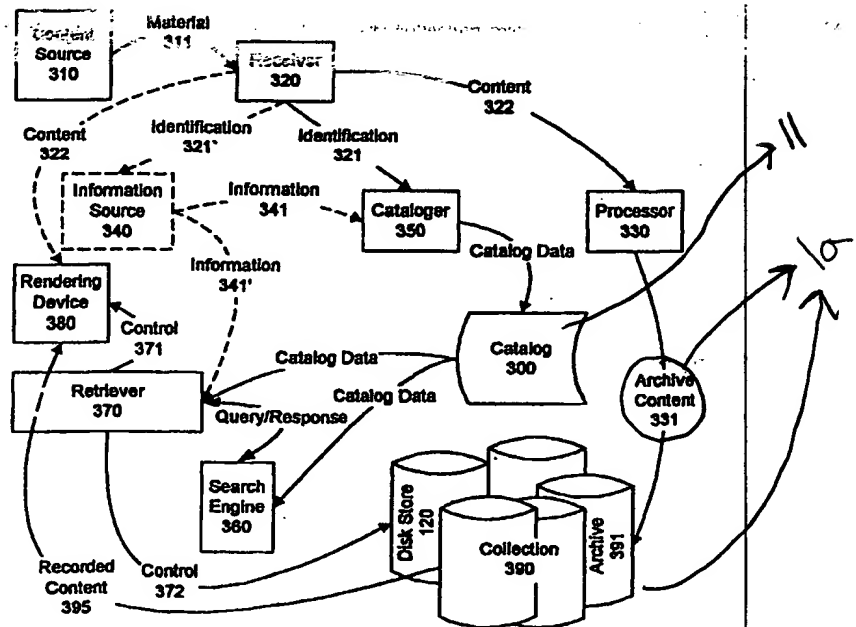 Material
311
Content
Source
310
Receiver
320
Content
322
Content
322
Identification
321'
Identification
321
Information
Source
340
Information
341
Cataloger
350
Processor
330
Catalog Data
Information
341'
Rendering
Device
380
Control
371
Catalog Data
Catalog
300
Archive
Content
331
Retriever
370
Catalog Data
Query/Response
Search
Engine
360
Disk Store
120
Collection
390
Archive
391
Recorded
Content
395
Control
372
11
10